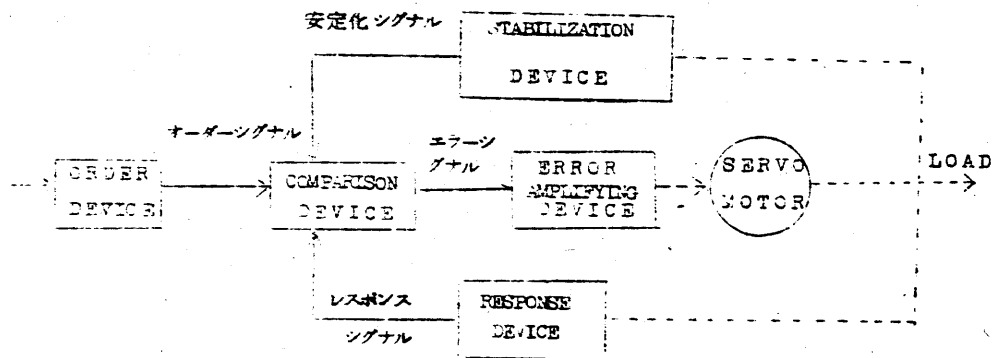 安定化シグナル
STABILIZATION
DEVICE
オーダーシグナル
エラーシ
グナル
ORDER
DEVICE
COMPARISON
DEVICE
ERROR
AMPLIFYING
DEVICE
SERVO
MOTOR
LOAD
レスポンス
シグナル
RESPONSE
DEVICE